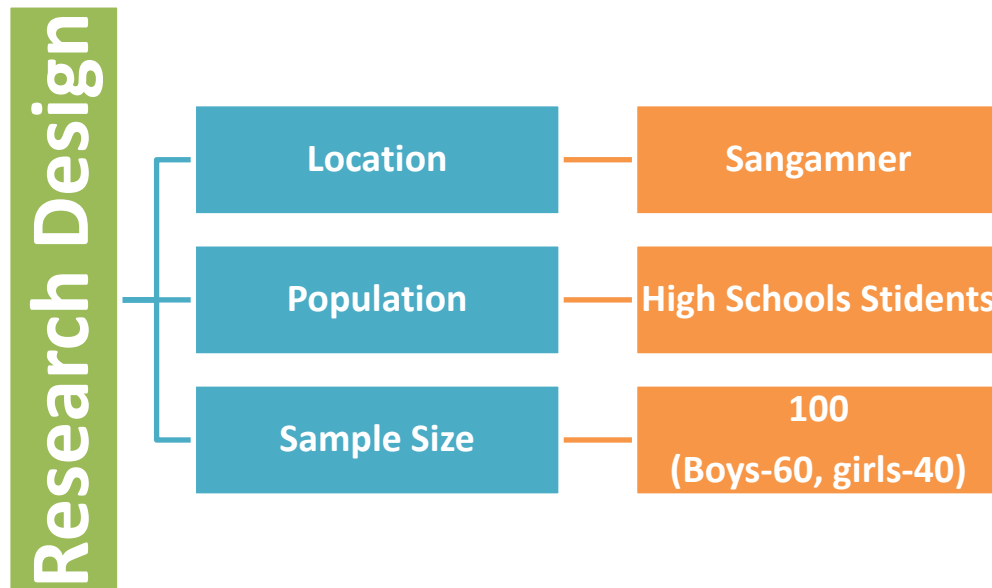 Research Design
Location
Sangamner
Population
High Schools Stidents
Sample Size
100
(Boys-60, girls-40)